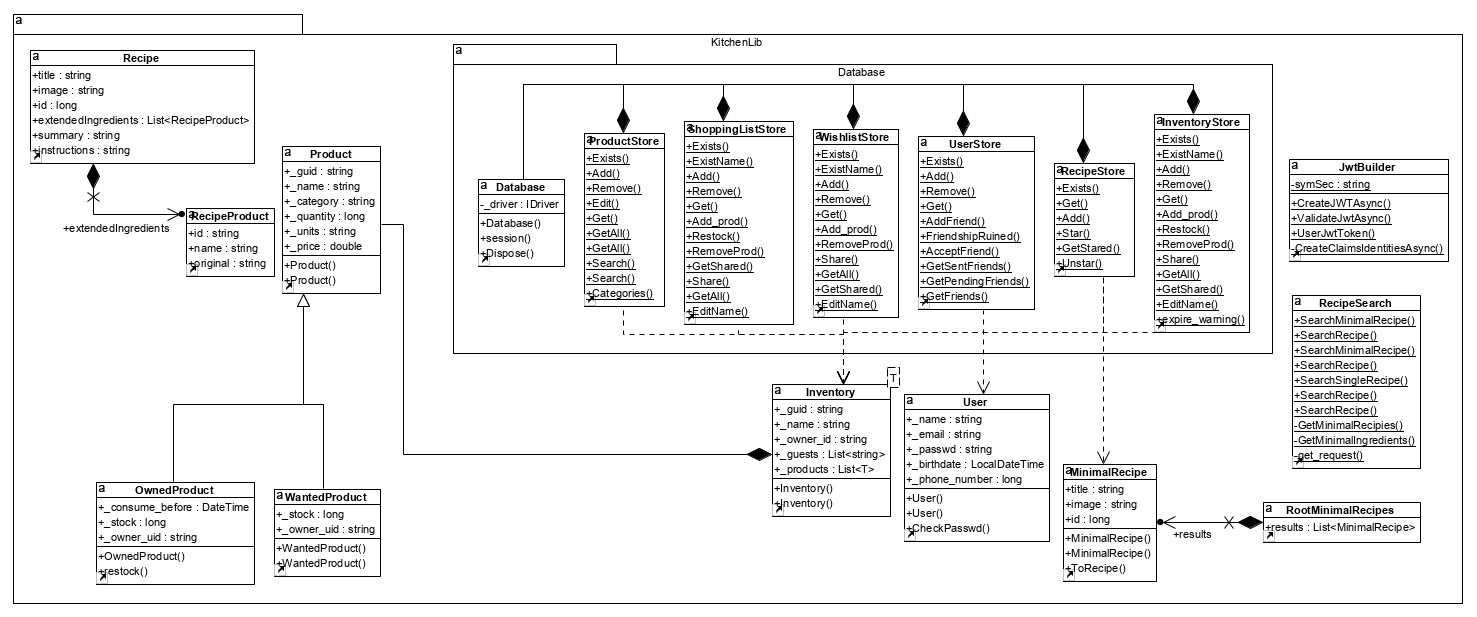 a
KitchenLib
a
Recipe
+title : string
+image : string
+id : long
+extendedIngredients : List<RecipeProduct>
+summary : string
+instructions : string
+extendedIngredients
a
RecipeProduct
+id : string
+name : string
+original : string
a
Product
+_guid : string
+_name : string
+_category : string
+_quantity : long
+_units : string
+_price : double
+Product()
+Product()
a
OwnedProduct
+_consume_before : DateTime
+_stock : long
+_owner_uid : string
+OwnedProduct()
+restock()
a
WantedProduct
+_stock : long
+_owner_uid : string
+WantedProduct()
+WantedProduct()
a
Database
a
Database
-_driver : IDriver
+Database()
+session()
+Dispose()
a
ProductStore
+Exists()
+Add()
+Remove()
+Edit()
+Get()
+GetAll()
+GetAll()
+Search()
+Search()
+Categories()
a
ShoppingListStore
+Exists()
+ExistName()
+Add()
+Remove()
+Get()
+Add_prod()
+Restock()
+RemoveProd()
+GetShared()
+Share()
+GetAll()
+EditName()
a
WishlistStore
+Exists()
+ExistName()
+Add()
+Remove()
+Get()
+Add_prod()
+RemoveProd()
+Share()
+GetAll()
+GetShared()
+EditName()
a
UserStore
+Exists()
+Add()
+Remove()
+Get()
+AddFriend()
+FriendshipRuined()
+AcceptFriend()
+GetSentFriends()
+GetPendingFriends()
+GetFriends()
a
RecipeStore
+Exists()
+Get()
+Add()
+Star()
+GetStared()
+Unstar()
a
InventoryStore
+Exists()
+ExistName()
+Add()
+Remove()
+Get()
+Add_prod()
+Restock()
+RemoveProd()
+Share()
+GetAll()
+GetShared()
+EditName()
+expire_warning()
a
JwtBuilder
-symSec : string
+CreateJWTAsync()
+ValidateJwtAsync()
+UserJwtToken()
-CreateClaimsIdentitiesAsync()
a
RecipeSearch
+SearchMinimalRecipe()
+SearchRecipe()
+SearchMinimalRecipe()
+SearchRecipe()
+SearchSingleRecipe()
+SearchRecipe()
+SearchRecipe()
-GetMinimalRecipies()
-GetMinimalIngredients()
-get_request()
T
a
Inventory
+_guid : string
+_name : string
+_owner_id : string
+_guests : List<string>
+_products : List<T>
+Inventory()
+Inventory()
a
User
+_name : string
+_email : string
+_passwd : string
+_birthdate : LocalDateTime
+_phone_number : long
+User()
+User()
+CheckPasswd()
a
MinimalRecipe
+title : string
+image : string
+id : long
+MinimalRecipe()
+MinimalRecipe()
+ToRecipe()
+results
a
RootMinimalRecipes
+results : List<MinimalRecipe>